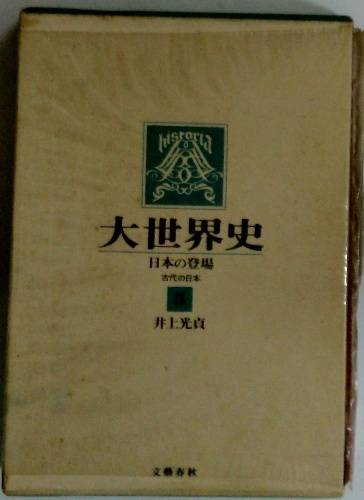 historia
大世界史
日本の登場
古代の日本
5
井上光貞
文藝春秋